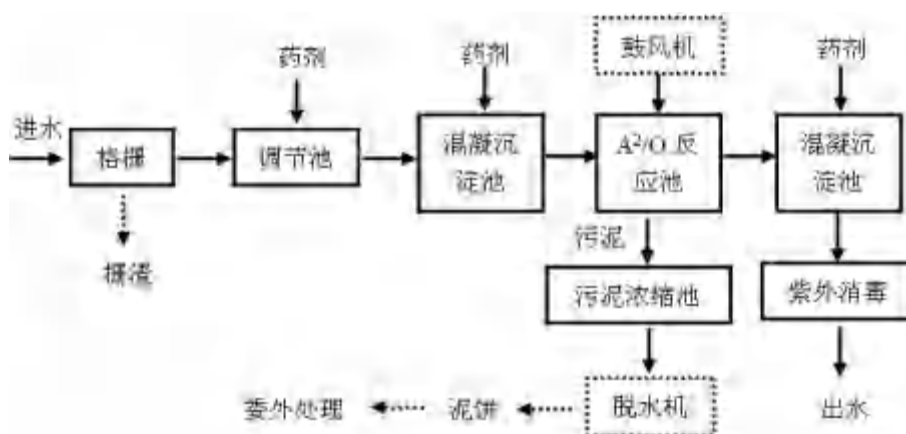 药剂
药剂
鼓风机
药剂
进水
格栅
调节池
混凝沉
淀池
A²/O 反
应池
混凝沉
淀池
栅渣
污泥
污泥浓缩池
紫外消毒
委外处理
泥饼
脱水机
出水